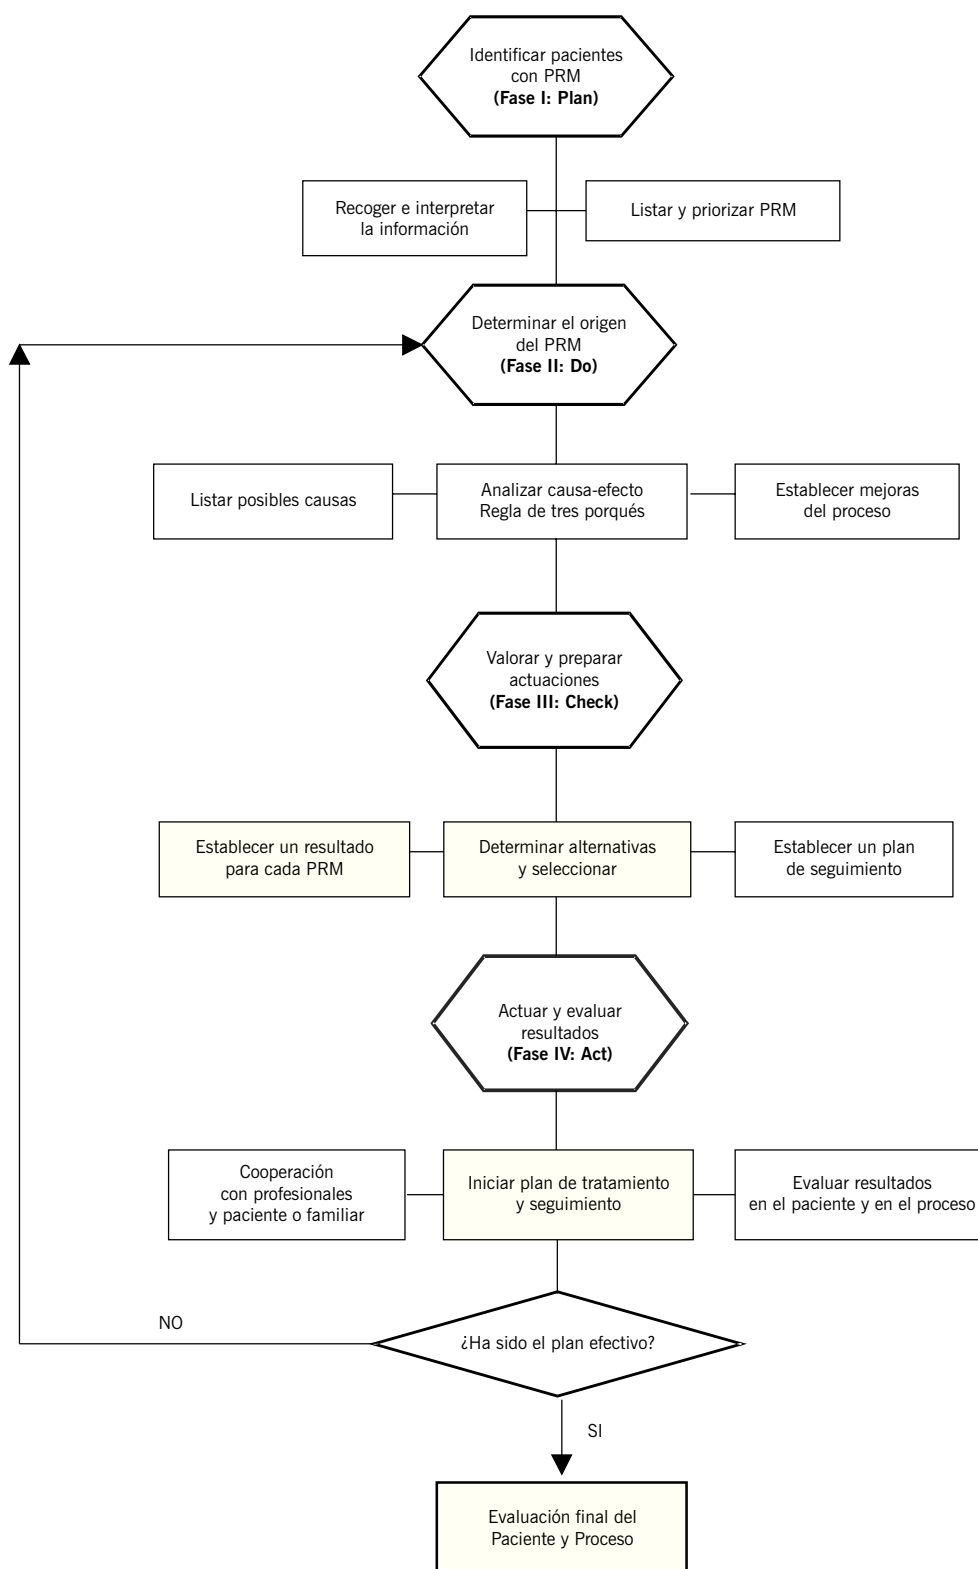 Identificar pacientes
con PRM
(Fase I: Plan)
Recoger e interpretar
la información
Listar y priorizar PRM
Determinar el origen
del PRM
(Fase II: Do)
Listar posibles causas
Analizar causa-efecto
Regla de tres porqués
Establecer mejoras
del proceso
Valorar y preparar
actuaciones
(Fase III: Check)
Establecer un resultado
para cada PRM
Determinar alternativas
y seleccionar
Establecer un plan
de seguimiento
Actuar y evaluar
resultados
(Fase IV: Act)
Cooperación
con profesionales
y paciente o familiar
Iniciar plan de tratamiento
y seguimiento
Evaluar resultados
en el paciente y en el proceso
¿Ha sido el plan efectivo?
NO
SI
Evaluación final del
Paciente y Proceso